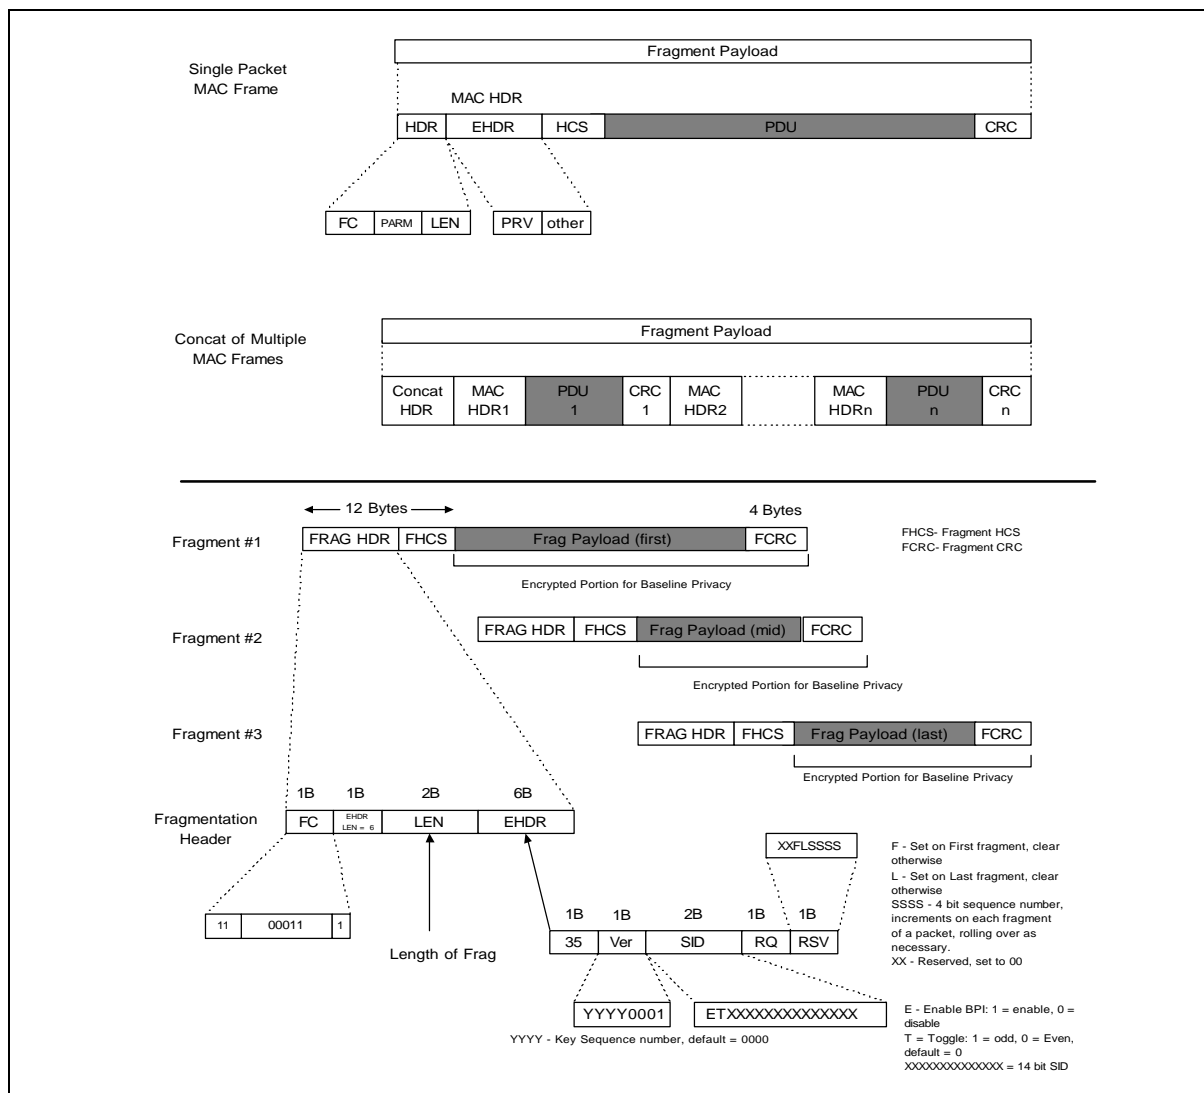 Fragment Payload
Single Packet
MAC Frame
MAC HDR
HDR EHDR HCS PDU CRC
FC PARM LEN PRV other
Fragment Payload
Concat of Multiple
MAC Frames
Concat HDR MAC HDR1 PDU 1 CRC 1 MAC HDR2 MAC HDRn PDU n CRC n
12 Bytes 4 Bytes
Fragment #1 FRAG HDR FHCS Frag Payload (first) FCRC
FHCS- Fragment HCS
FCRC- Fragment CRC
Encrypted Portion for Baseline Privacy
Fragment #2 FRAG HDR FHCS Frag Payload (mid) FCRC
Encrypted Portion for Baseline Privacy
Fragment #3 FRAG HDR FHCS Frag Payload (last) FCRC
Encrypted Portion for Baseline Privacy
1B 1B 2B 6B
Fragmentation
Header
FC EHDR LEN = 6 LEN EHDR
XXFLSSSS
F - Set on First fragment, clear
otherwise
L - Set on Last fragment, clear
otherwise
SSSS - 4 bit sequence number,
increments on each fragment
of a packet, rolling over as
necessary.
XX - Reserved, set to 00
11 00011 1
Length of Frag
1B 1B 2B 1B 1B
35 Ver SID RQ RSV
YYYY0001 ETXXXXXXXXXXXXXX
YYYY - Key Sequence number, default = 0000
E - Enable BPI: 1 = enable, 0 =
disable
T = Toggle: 1 = odd, 0 = Even,
default = 0
XXXXXXXXXXXXXX = 14 bit SID